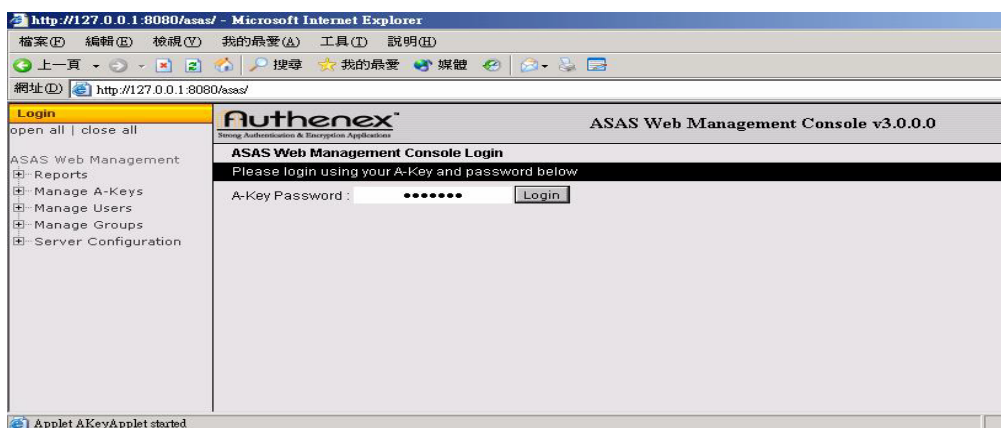 http://127.0.0.1:8080/asas/ - Microsoft Internet Explorer
檔案(F) 編輯(E) 檢視(V) 我的最愛(A) 工具(T) 說明(H)
上一頁 搜尋 我的最愛 媒體
網址(D) http://127.0.0.1:8080/asas/
Login
open all | close all
ASAS Web Management
Reports
Manage A-Keys
Manage Users
Manage Groups
Server Configuration
Authenex™
Strong Authentication & Encryption Applications
ASAS Web Management Console v3.0.0.0
ASAS Web Management Console Login
Please login using your A-Key and password below
A-Key Password : ••••••• Login
Applet AKeyApplet started